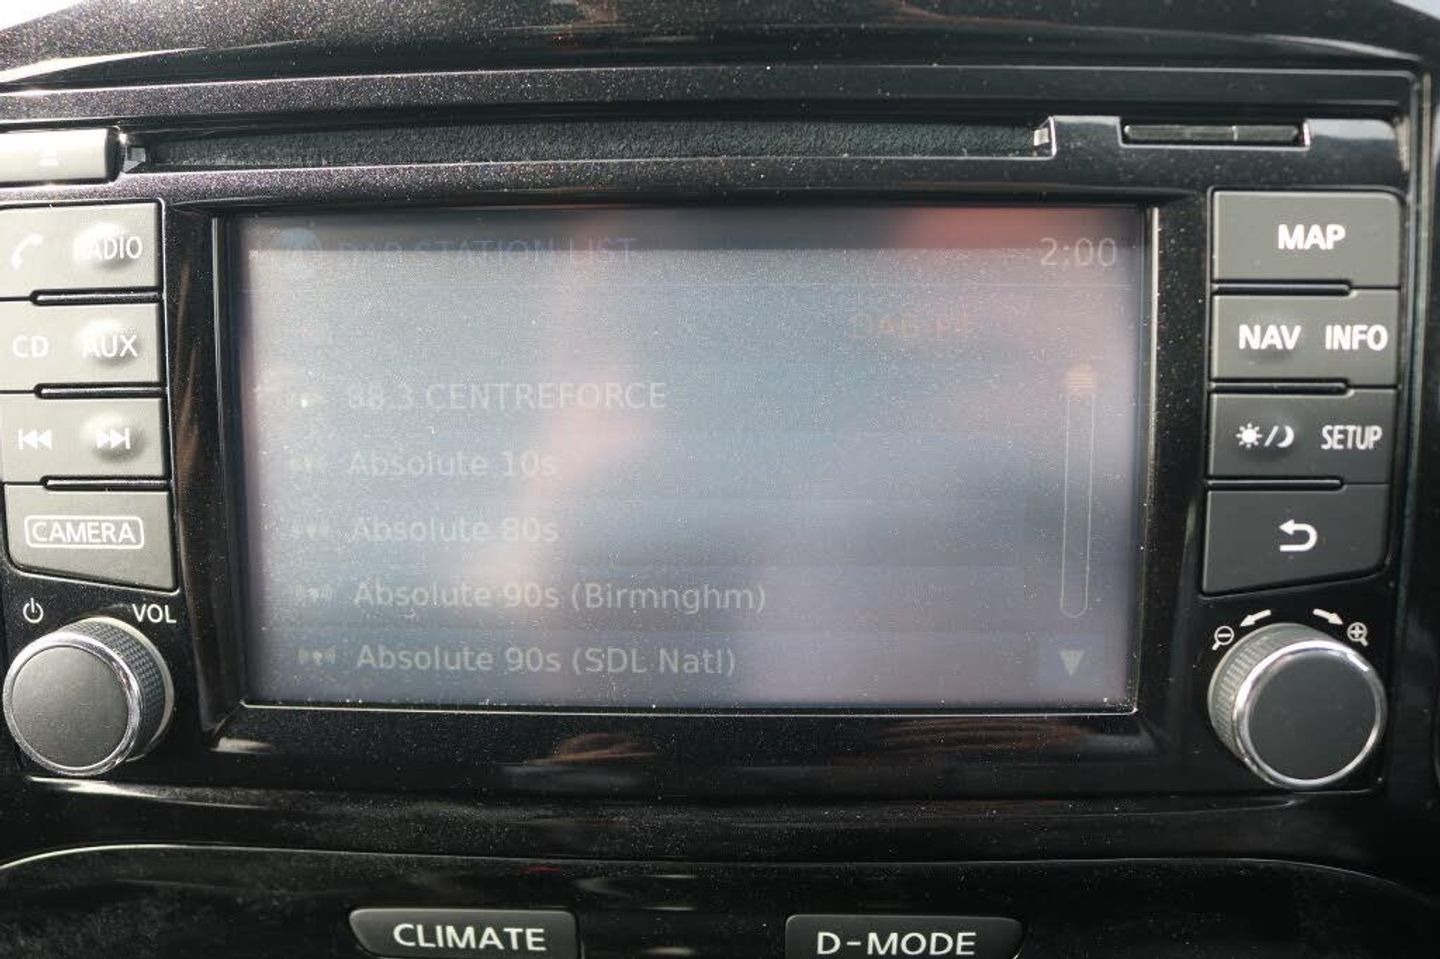 RADIO
CD AUX
CAMERA
VOL
DAB STATION LIST 2:00
88.3 CENTREFORCE
Absolute 10s
Absolute 80s
Absolute 90s (Birmnghm)
Absolute 90s (SDL Natl)
MAP
NAV INFO
SETUP
CLIMATE
D-MODE